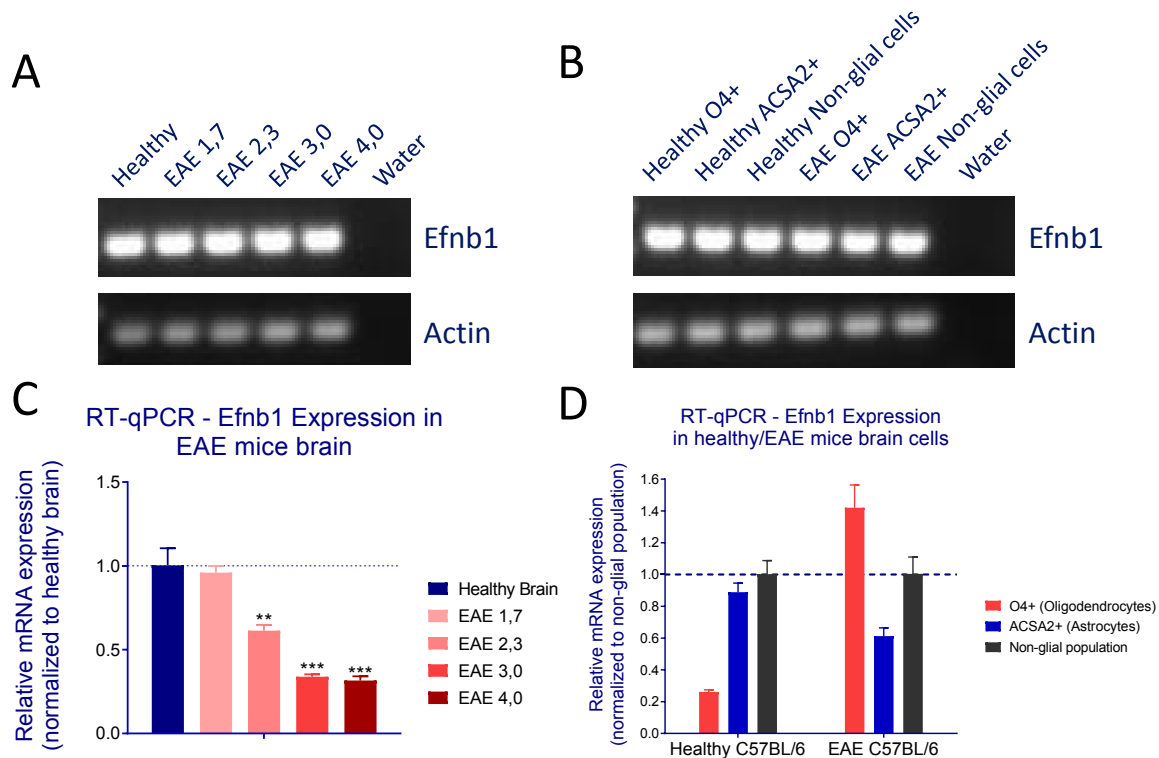 A
Healthy
EAE 1,7
EAE 2,3
EAE 3,0
EAE 4,0
Water
Efnb1
Actin
B
Healthy O4+
Healthy ACSA2+
Healthy Non-glial cells
EAE O4+
EAE ACSA2+
EAE Non-glial cells
Water
Efnb1
Actin
C
RT-qPCR - Efnb1 Expression in
EAE mice brain
Relative mRNA expression
(normalized to healthy brain)
1.5
1.0
0.5
0.0
**
***
***
Healthy Brain
EAE 1,7
EAE 2,3
EAE 3,0
EAE 4,0
D
RT-qPCR - Efnb1 Expression
in healthy/EAE mice brain cells
Relative mRNA expression
(normalized to non-glial population)
1.6
1.4
1.2
1.0
0.8
0.6
0.4
0.2
0.0
Healthy C57BL/6
EAE C57BL/6
O4+ (Oligodendrocytes)
ACSA2+ (Astrocytes)
Non-glial population